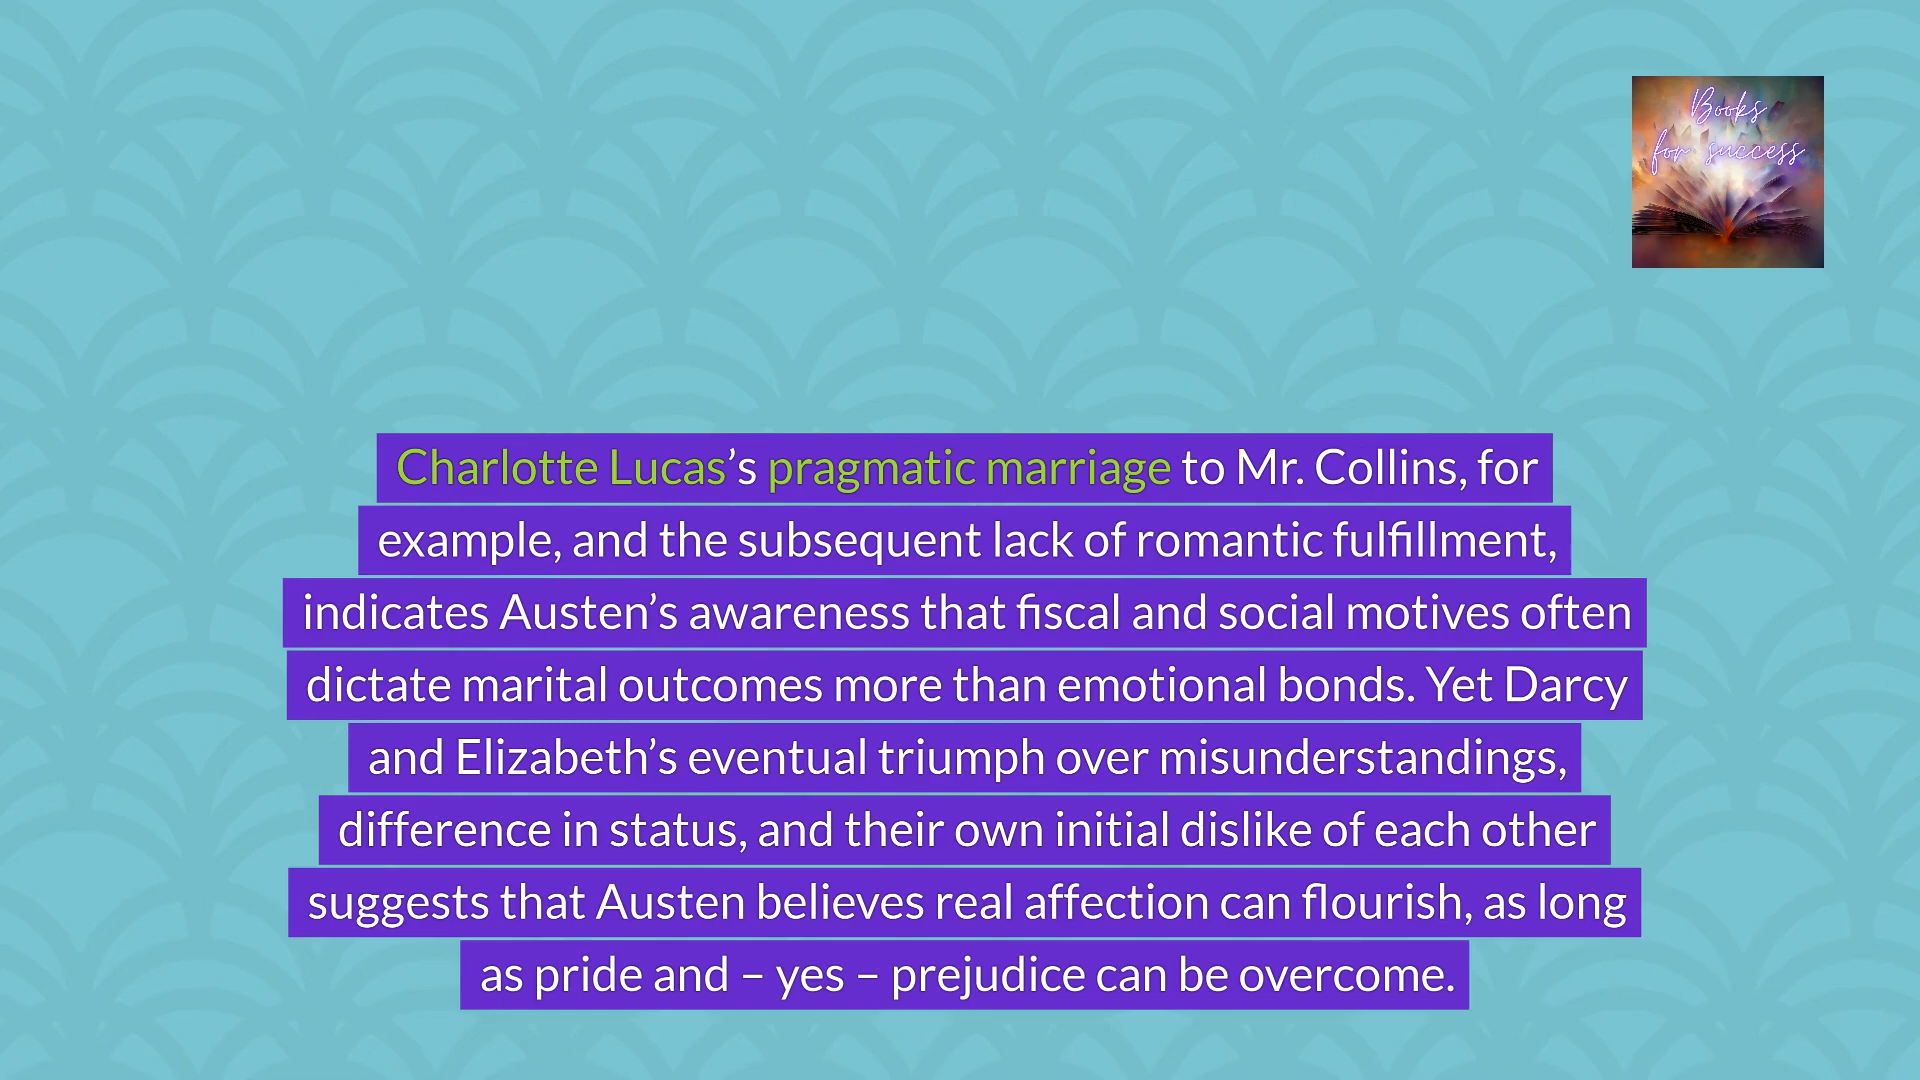 Books
for success
Charlotte Lucas’s pragmatic marriage to Mr. Collins, for
example, and the subsequent lack of romantic fulfillment,
indicates Austen’s awareness that fiscal and social motives often
dictate marital outcomes more than emotional bonds. Yet Darcy
and Elizabeth’s eventual triumph over misunderstandings,
difference in status, and their own initial dislike of each other
suggests that Austen believes real affection can flourish, as long
as pride and – yes – prejudice can be overcome.